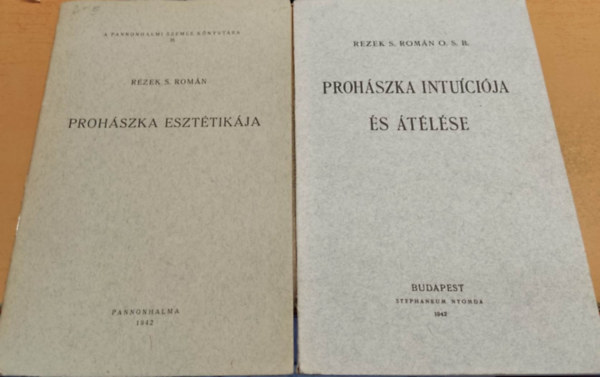 A PANNONHALMI SZEMLE KÖNYVTÁRA
REZEK S. ROMÁN
PROHÁSZKA ESZTÉTIKÁJA
PANNONHALMA
1942
REZEK S. ROMÁN O. S. B.
PROHÁSZKA INTUÍCIÓJA
ÉS ÁTÉLÉSE
BUDAPEST
STEPHANEUM NYOMDA
1942